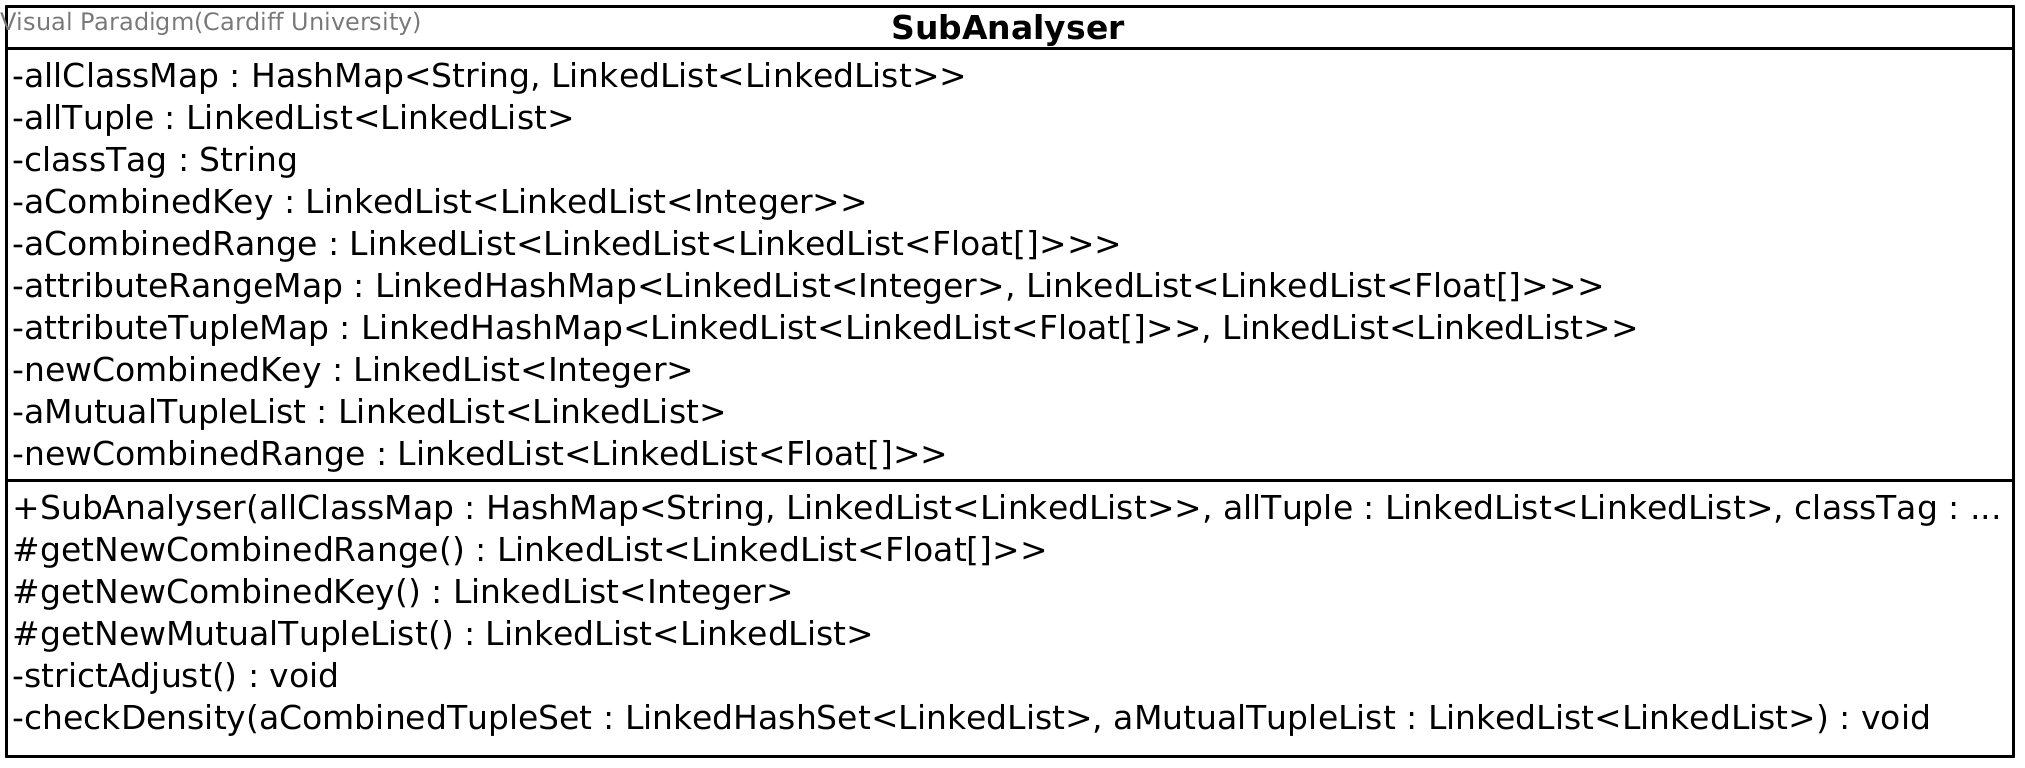 Visual Paradigm(Cardiff University)
SubAnalyser
-allClassMap : HashMap<String, LinkedList<LinkedList>>
-allTuple : LinkedList<LinkedList>
-classTag : String
-aCombinedKey : LinkedList<LinkedList<Integer>>
-aCombinedRange : LinkedList<LinkedList<LinkedList<Float[]>>>
-attributeRangeMap : LinkedHashMap<LinkedList<Integer>, LinkedList<LinkedList<Float[]>>>
-attributeTupleMap : LinkedHashMap<LinkedList<LinkedList<Float[]>>, LinkedList<LinkedList>>
-newCombinedKey : LinkedList<Integer>
-aMutualTupleList : LinkedList<LinkedList>
-newCombinedRange : LinkedList<LinkedList<Float[]>>
+SubAnalyser(allClassMap : HashMap<String, LinkedList<LinkedList>>, allTuple : LinkedList<LinkedList>, classTag : ...
#getNewCombinedRange() : LinkedList<LinkedList<Float[]>>
#getNewCombinedKey() : LinkedList<Integer>
#getNewMutualTupleList() : LinkedList<LinkedList>
-strictAdjust() : void
-checkDensity(aCombinedTupleSet : LinkedHashSet<LinkedList>, aMutualTupleList : LinkedList<LinkedList>) : void